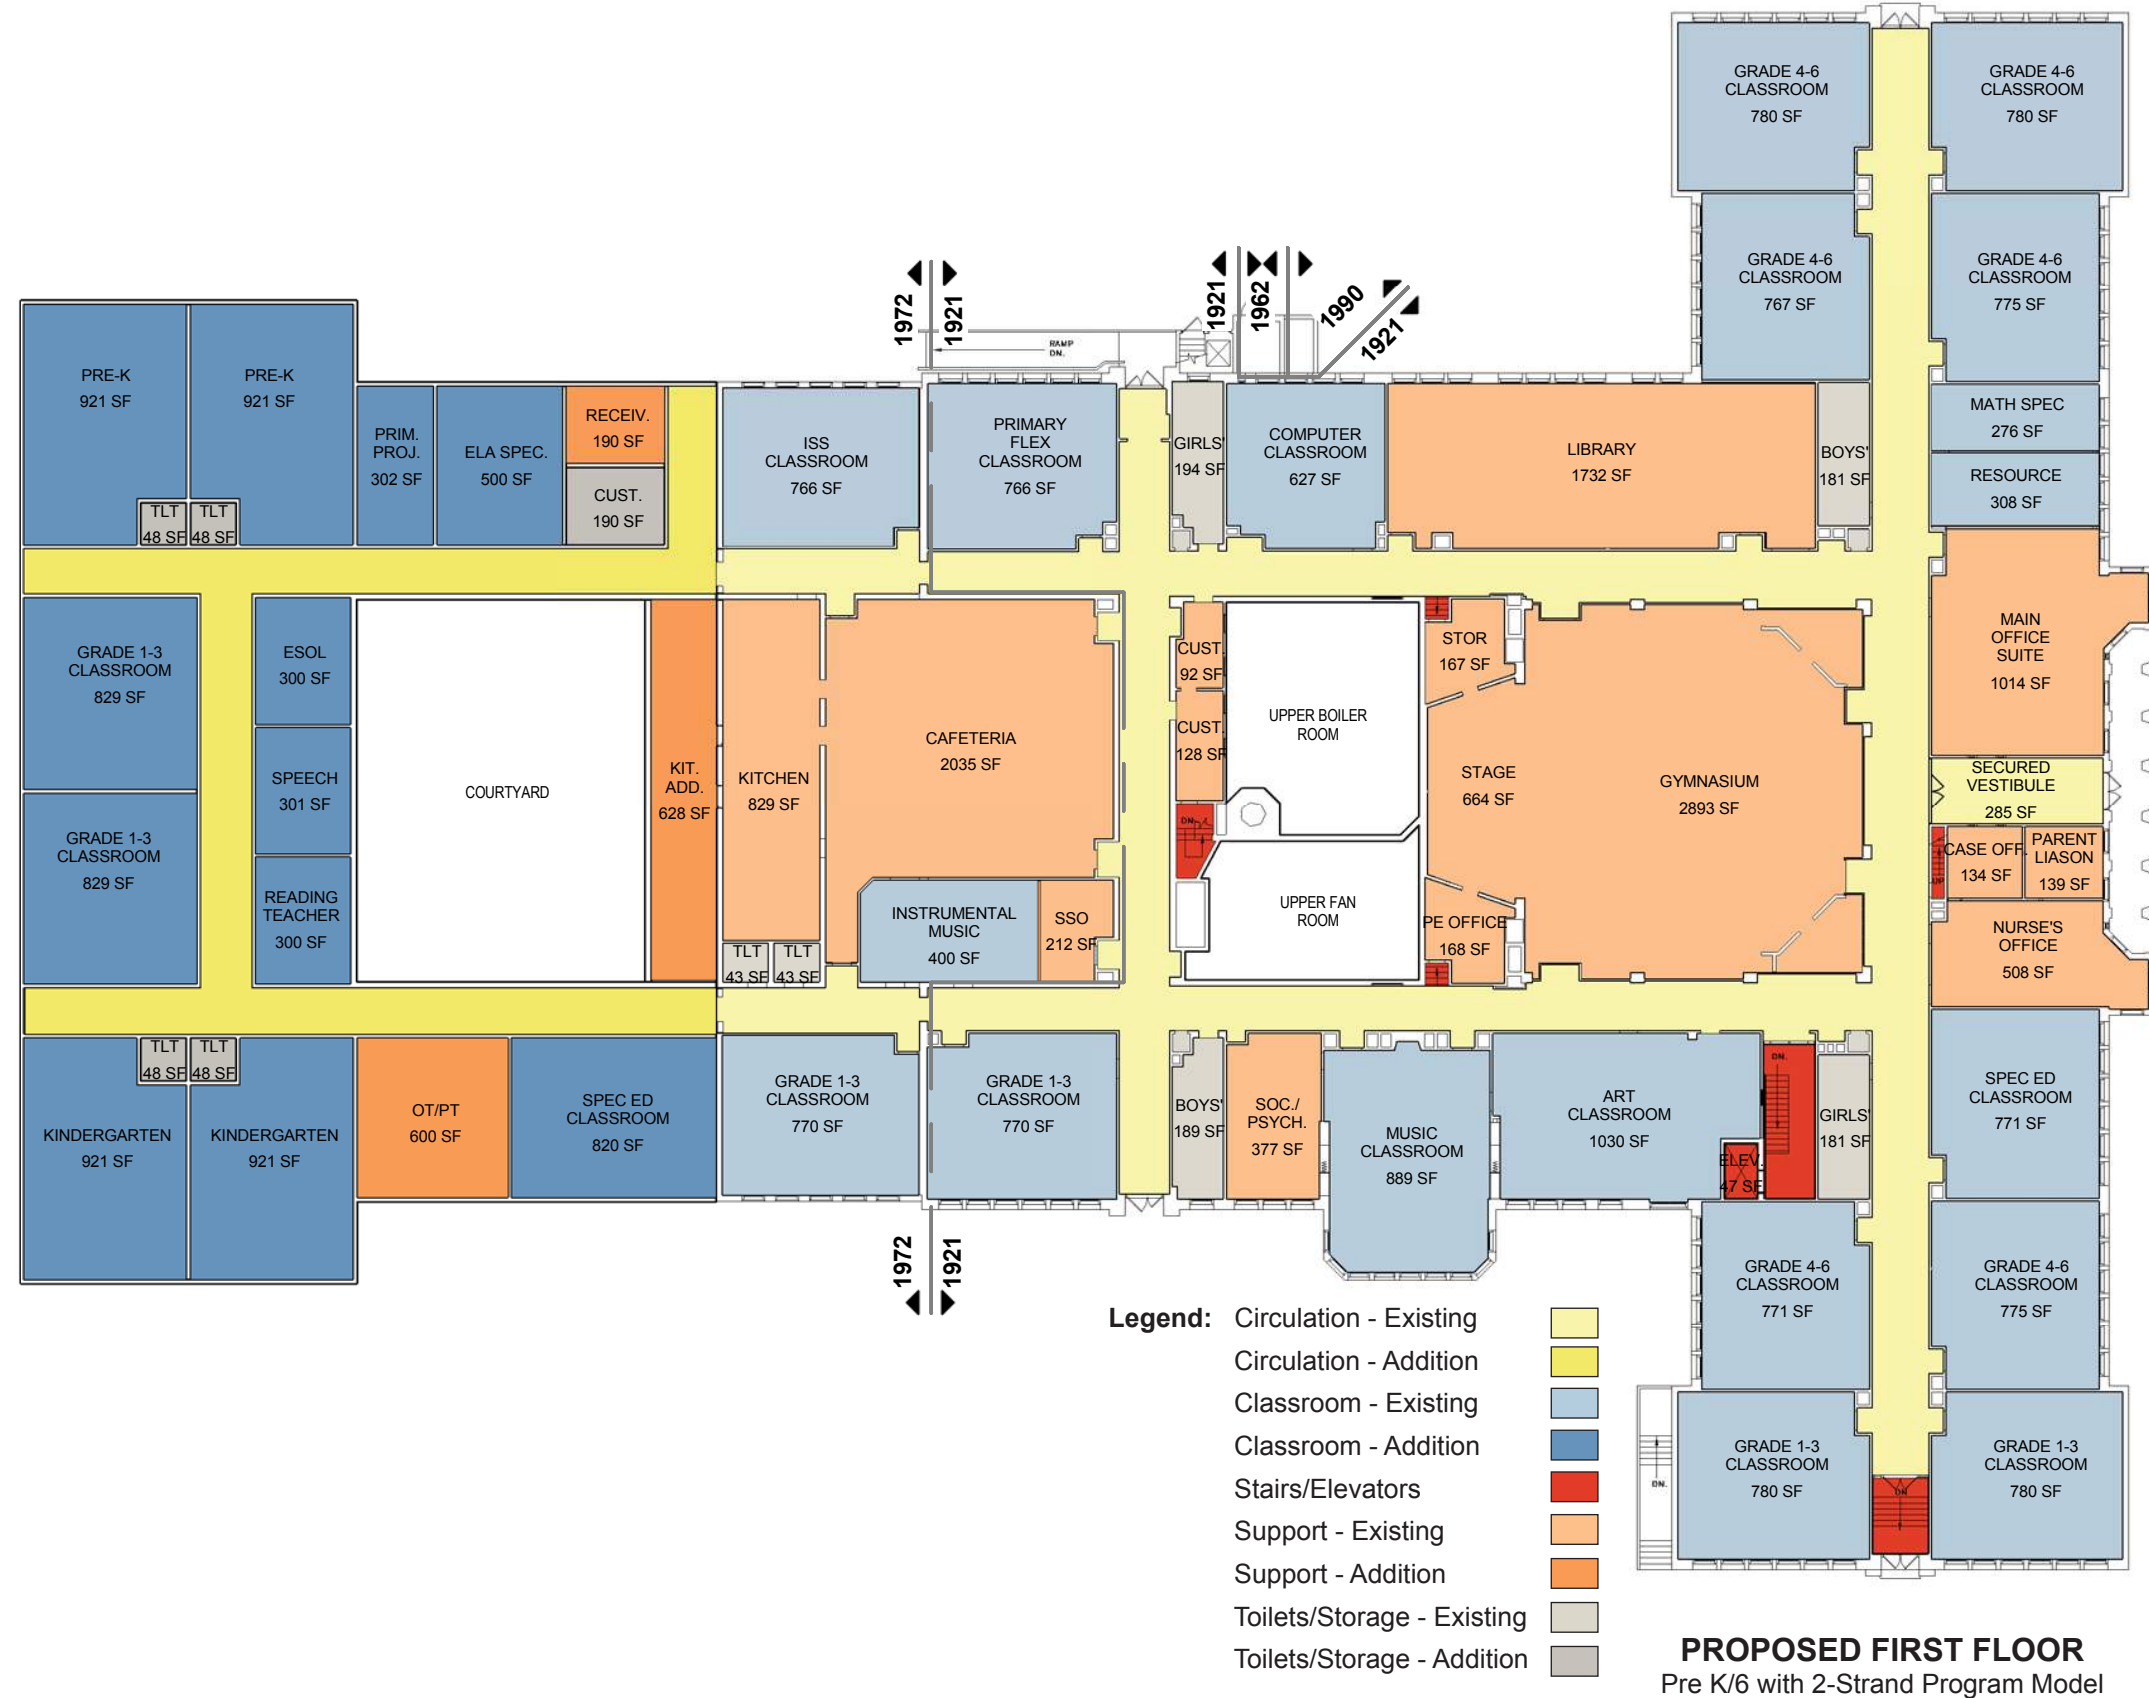 GRADE 4-6
CLASSROOM
780 SF
GRADE 4-6
CLASSROOM
780 SF
GRADE 4-6
CLASSROOM
767 SF
GRADE 4-6
CLASSROOM
775 SF
1972
1921
1921
1962
1990
1921
RAMP
DN.
PRE-K
921 SF
PRE-K
921 SF
TLT
48 SF
TLT
48 SF
PRIM.
PROJ.
302 SF
ELA SPEC.
500 SF
RECEIV.
190 SF
CUST.
190 SF
ISS
CLASSROOM
766 SF
PRIMARY
FLEX
CLASSROOM
766 SF
GIRLS'
194 SF
COMPUTER
CLASSROOM
627 SF
LIBRARY
1732 SF
BOYS'
181 SF
MATH SPEC
276 SF
RESOURCE
308 SF
MAIN
OFFICE
SUITE
1014 SF
GRADE 1-3
CLASSROOM
829 SF
GRADE 1-3
CLASSROOM
829 SF
ESOL
300 SF
SPEECH
301 SF
READING
TEACHER
300 SF
COURTYARD
KIT.
ADD.
628 SF
KITCHEN
829 SF
TLT
43 SF
TLT
43 SF
CAFETERIA
2035 SF
INSTRUMENTAL
MUSIC
400 SF
SSO
212 SF
CUST.
92 SF
CUST.
128 SF
DN.
UPPER BOILER
ROOM
UPPER FAN
ROOM
STOR
167 SF
STAGE
664 SF
PE OFFICE
168 SF
GYMNASIUM
2893 SF
SECURED
VESTIBULE
285 SF
UP
CASE OFF.
134 SF
PARENT
LIASON
139 SF
NURSE'S
OFFICE
508 SF
TLT
48 SF
TLT
48 SF
KINDERGARTEN
921 SF
KINDERGARTEN
921 SF
OT/PT
600 SF
SPEC ED
CLASSROOM
820 SF
GRADE 1-3
CLASSROOM
770 SF
GRADE 1-3
CLASSROOM
770 SF
BOYS'
189 SF
SOC./
PSYCH.
377 SF
MUSIC
CLASSROOM
889 SF
ART
CLASSROOM
1030 SF
DN.
ELEV.
47 SF
GIRLS'
181 SF
SPEC ED
CLASSROOM
771 SF
1972
1921
GRADE 4-6
CLASSROOM
771 SF
GRADE 4-6
CLASSROOM
775 SF
GRADE 1-3
CLASSROOM
780 SF
GRADE 1-3
CLASSROOM
780 SF
DN.
DN
Legend:
Circulation - Existing
Circulation - Addition
Classroom - Existing
Classroom - Addition
Stairs/Elevators
Support - Existing
Support - Addition
Toilets/Storage - Existing
Toilets/Storage - Addition
PROPOSED FIRST FLOOR
Pre K/6 with 2-Strand Program Model